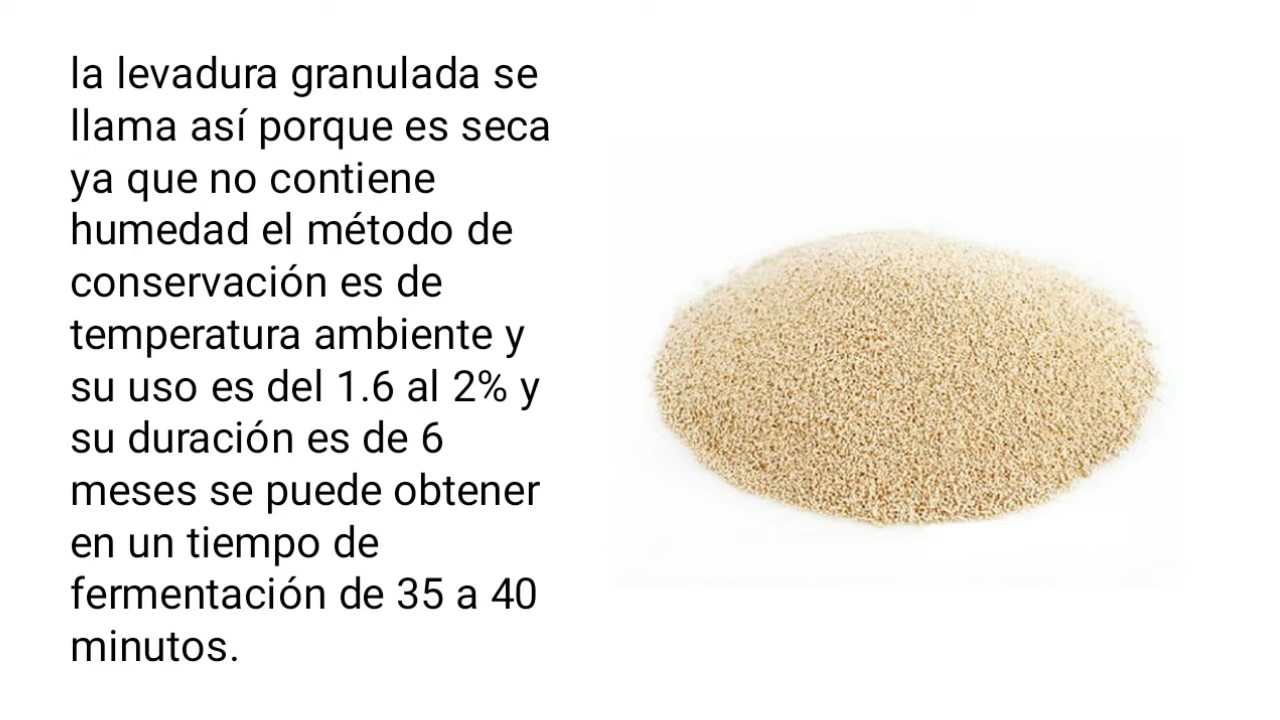 la levadura granulada se
llama así porque es seca
ya que no contiene
humedad el método de
conservación es de
temperatura ambiente y
su uso es del 1.6 al 2% y
su duración es de 6
meses se puede obtener
en un tiempo de
fermentación de 35 a 40
minutos.